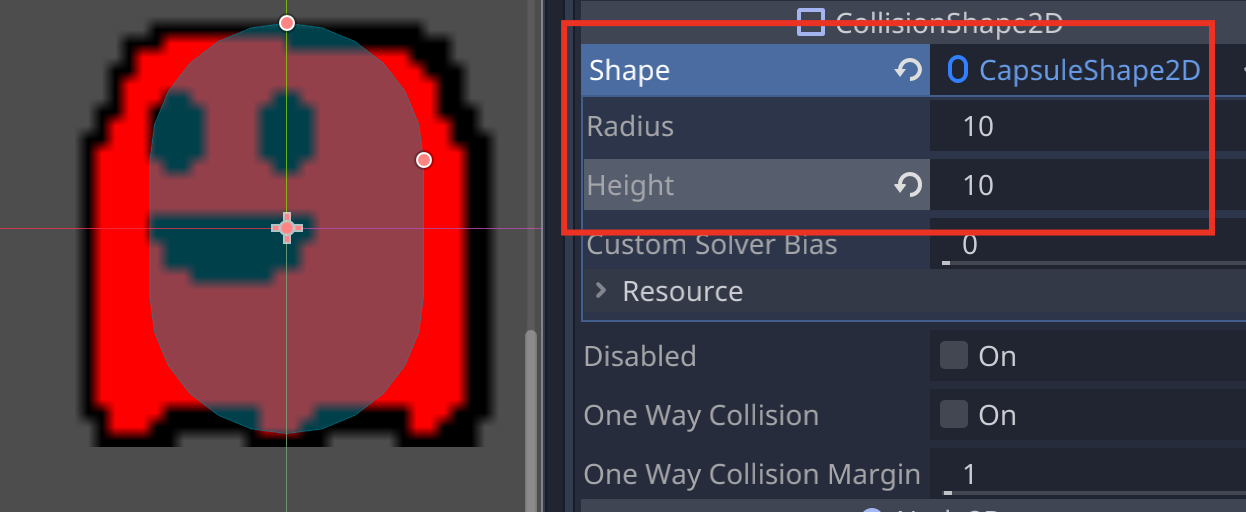 CollisionShape2D
Shape CapsuleShape2D
Radius 10
Height 10
Custom Solver Bias 0
Resource
Disabled On
One Way Collision On
One Way Collision Margin 1